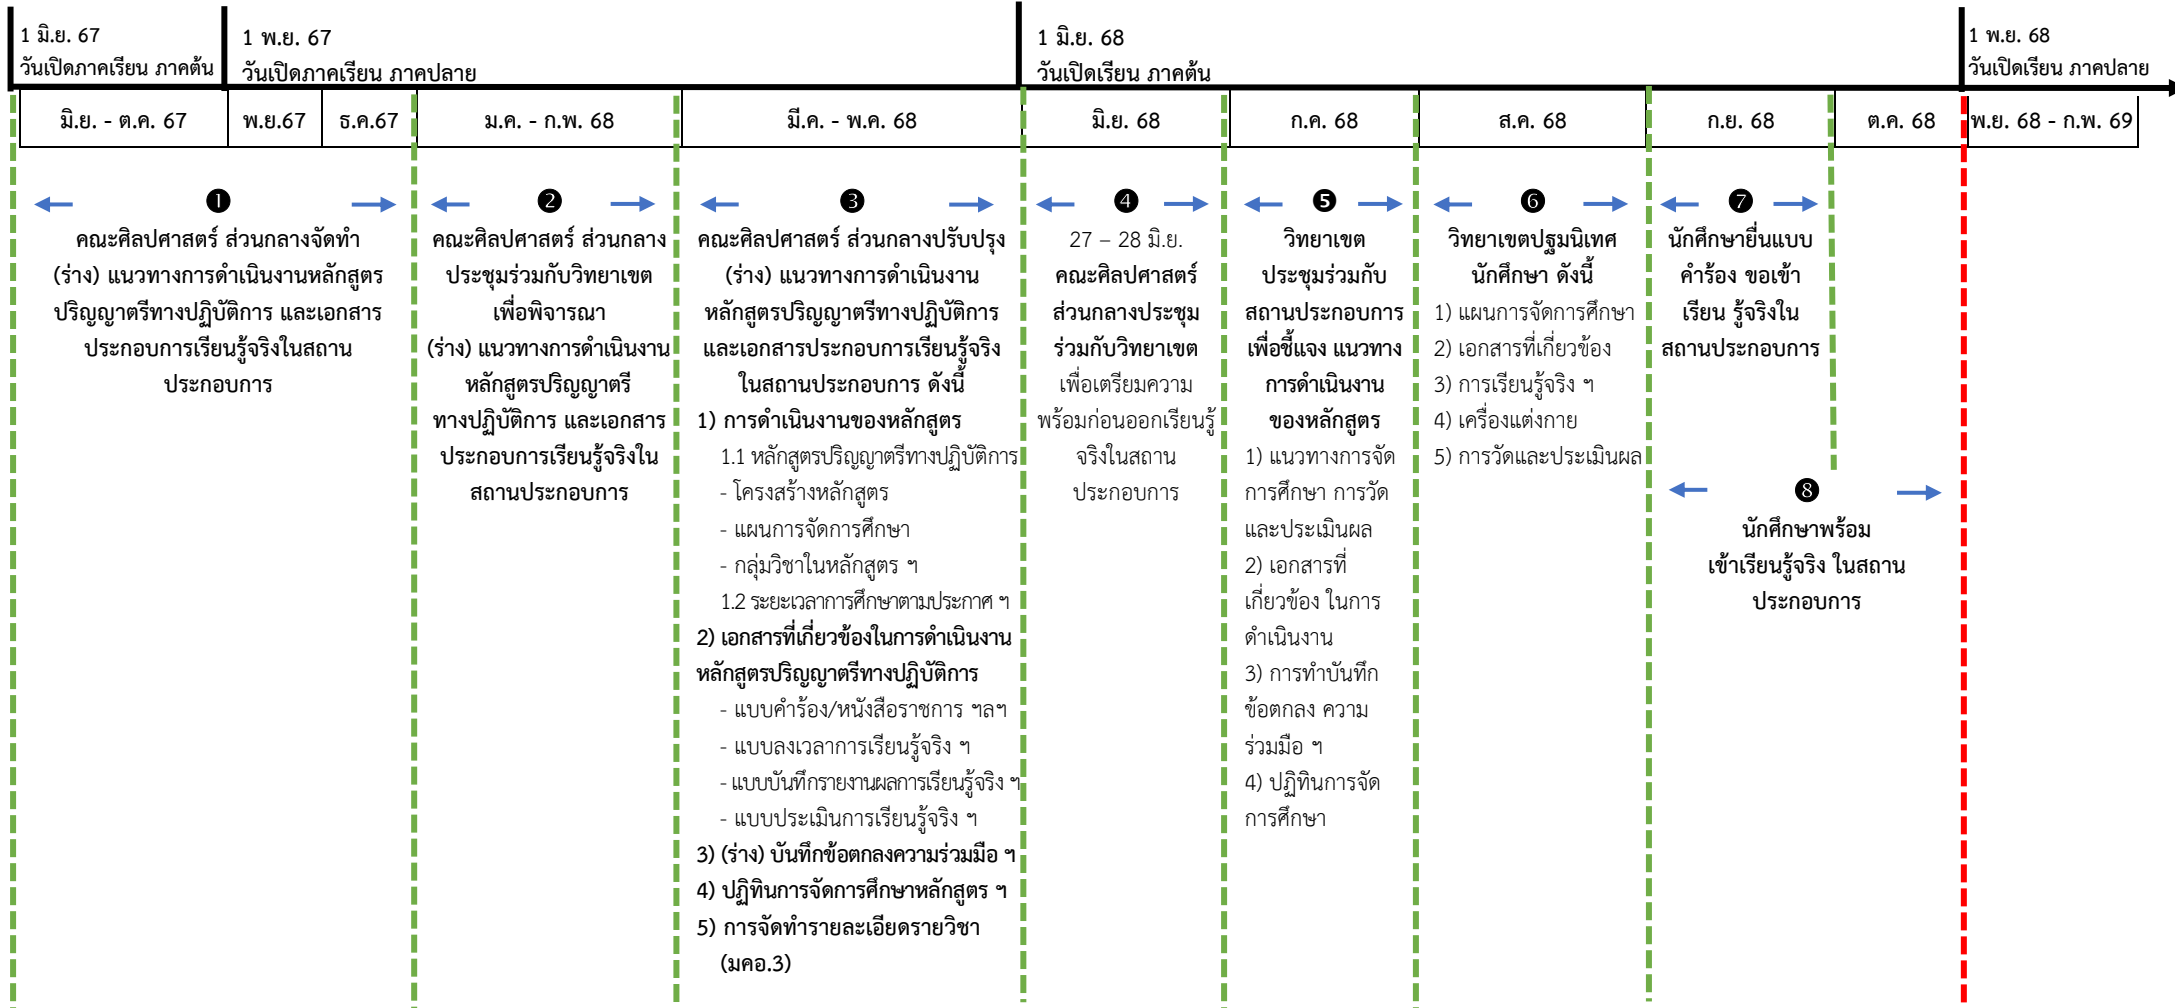 1 มิ.ย. 67
วันเปิดภาคเรียน ภาคต้น
1 พ.ย. 67
วันเปิดภาคเรียน ภาคปลาย
1 มิ.ย. 68
วันเปิดเรียน ภาคต้น
1 พ.ย. 68
วันเปิดเรียน ภาคปลาย
มิ.ย. - ต.ค. 67
พ.ย.67
ธ.ค.67
ม.ค. - ก.พ. 68
มี.ค. - พ.ค. 68
มิ.ย. 68
ก.ค. 68
ส.ค. 68
ก.ย. 68
ต.ค. 68
พ.ย. 68 - ก.พ. 69
❶
คณะศิลปศาสตร์ ส่วนกลางจัดทำ
(ร่าง) แนวทางการดำเนินงานหลักสูตร
ปริญญาตรีทางปฏิบัติการ และเอกสาร
ประกอบการเรียนรู้จริงในสถาน
ประกอบการ
❷
คณะศิลปศาสตร์ ส่วนกลาง
ประชุมร่วมกับวิทยาเขต
เพื่อพิจารณา
(ร่าง) แนวทางการดำเนินงาน
หลักสูตรปริญญาตรี
ทางปฏิบัติการ และเอกสาร
ประกอบการเรียนรู้จริงใน
สถานประกอบการ
❸
คณะศิลปศาสตร์ ส่วนกลางปรับปรุง
(ร่าง) แนวทางการดำเนินงาน
หลักสูตรปริญญาตรีทางปฏิบัติการ
และเอกสารประกอบการเรียนรู้จริง
ในสถานประกอบการ ดังนี้
1) การดำเนินงานของหลักสูตร
1.1 หลักสูตรปริญญาตรีทางปฏิบัติการ
- โครงสร้างหลักสูตร
- แผนการจัดการศึกษา
- กลุ่มวิชาในหลักสูตร ฯ
1.2 ระยะเวลาการศึกษาตามประกาศ ฯ
2) เอกสารที่เกี่ยวข้องในการดำเนินงาน
หลักสูตรปริญญาตรีทางปฏิบัติการ
- แบบคำร้อง/หนังสือราชการ ฯลฯ
- แบบลงเวลาการเรียนรู้จริง ฯ
- แบบบันทึกรายงานผลการเรียนรู้จริง ฯ
- แบบประเมินการเรียนรู้จริง ฯ
3) (ร่าง) บันทึกข้อตกลงความร่วมมือ ฯ
4) ปฏิทินการจัดการศึกษาหลักสูตร ฯ
5) การจัดทำรายละเอียดรายวิชา
(มคอ.3)
❹
27 – 28 มิ.ย.
คณะศิลปศาสตร์
ส่วนกลางประชุม
ร่วมกับวิทยาเขต
เพื่อเตรียมความ
พร้อมก่อนออกเรียนรู้
จริงในสถาน
ประกอบการ
❺
วิทยาเขต
ประชุมร่วมกับ
สถานประกอบการ
เพื่อชี้แจง แนวทาง
การดำเนินงาน
ของหลักสูตร
1) แนวทางการจัด
การศึกษา การวัด
และประเมินผล
2) เอกสารที่
เกี่ยวข้อง ในการ
ดำเนินงาน
3) การทำบันทึก
ข้อตกลง ความ
ร่วมมือ ฯ
4) ปฏิทินการจัด
การศึกษา
❻
วิทยาเขตปฐมนิเทศ
นักศึกษา ดังนี้
1) แผนการจัดการศึกษา
2) เอกสารที่เกี่ยวข้อง
3) การเรียนรู้จริง ฯ
4) เครื่องแต่งกาย
5) การวัดและประเมินผล
❼
นักศึกษายื่นแบบ
คำร้อง ขอเข้า
เรียน รู้จริงใน
สถานประกอบการ
❽
นักศึกษาพร้อม
เข้าเรียนรู้จริง ในสถาน
ประกอบการ